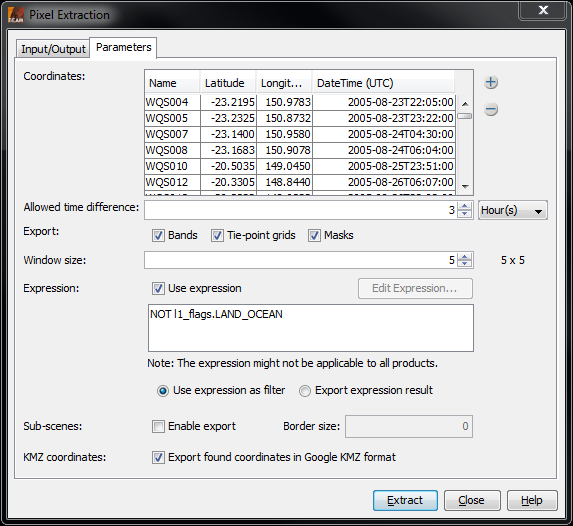 BEAM
Pixel Extraction
Input/Output Parameters
Coordinates:
Name Latitude Longit... DateTime (UTC)
WQS004 -23.2195 150.9783 2005-08-23T22:05:00
WQS005 -23.2325 150.8732 2005-08-23T23:22:00
WQS007 -23.1400 150.9580 2005-08-24T04:30:00
WQS008 -23.1683 150.9078 2005-08-24T06:04:00
WQS010 -20.5035 149.0450 2005-08-25T23:51:00
WQS012 -20.3305 148.8440 2005-08-26T06:07:00
Allowed time difference: 3 Hour(s)
Export: Bands Tie-point grids Masks
Window size: 5 5 x 5
Expression: Use expression Edit Expression...
NOT l1_flags.LAND_OCEAN
Note: The expression might not be applicable to all products.
Use expression as filter Export expression result
Sub-scenes: Enable export Border size: 0
KMZ coordinates: Export found coordinates in Google KMZ format
Extract Close Help